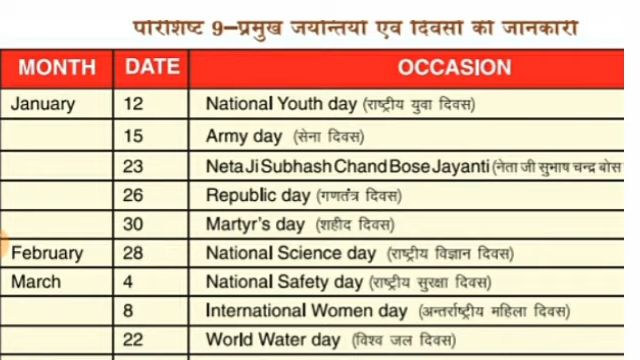 परिशिष्ट 9–प्रमुख जयन्तियों एवं दिवसों की जानकारी
MONTH DATE OCCASION
January 12 National Youth day (राष्ट्रीय युवा दिवस)
15 Army day (सेना दिवस)
23 NetaJi Subhash Chand Bose Jayanti (नेता जी सुभाष चन्द्र बोस
26 Republic day (गणतंत्र दिवस)
30 Martyr's day (शहीद दिवस)
February 28 National Science day (राष्ट्रीय विज्ञान दिवस)
March 4 National Safety day (राष्ट्रीय सुरक्षा दिवस)
8 International Women day (अन्तर्राष्ट्रीय महिला दिवस)
22 World Water day (विश्व जल दिवस)